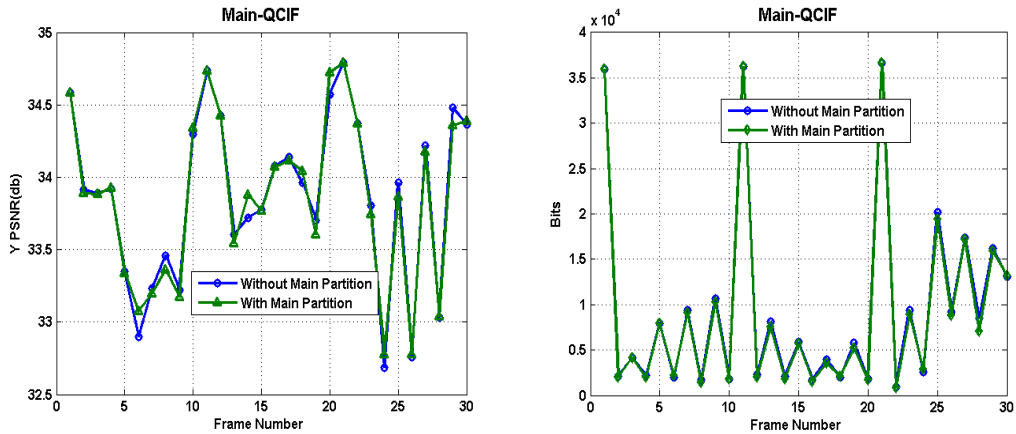 Main-QCIF
35
34.5
34
33.5
33
32.5
Y PSNR(db)
Without Main Partition
With Main Partition
0 5 10 15 20 25 30
Frame Number
x 10^4
Main-QCIF
4
3.5
3
2.5
2
1.5
1
0.5
0
Bits
Without Main Partition
With Main Partition
0 5 10 15 20 25 30
Frame Number